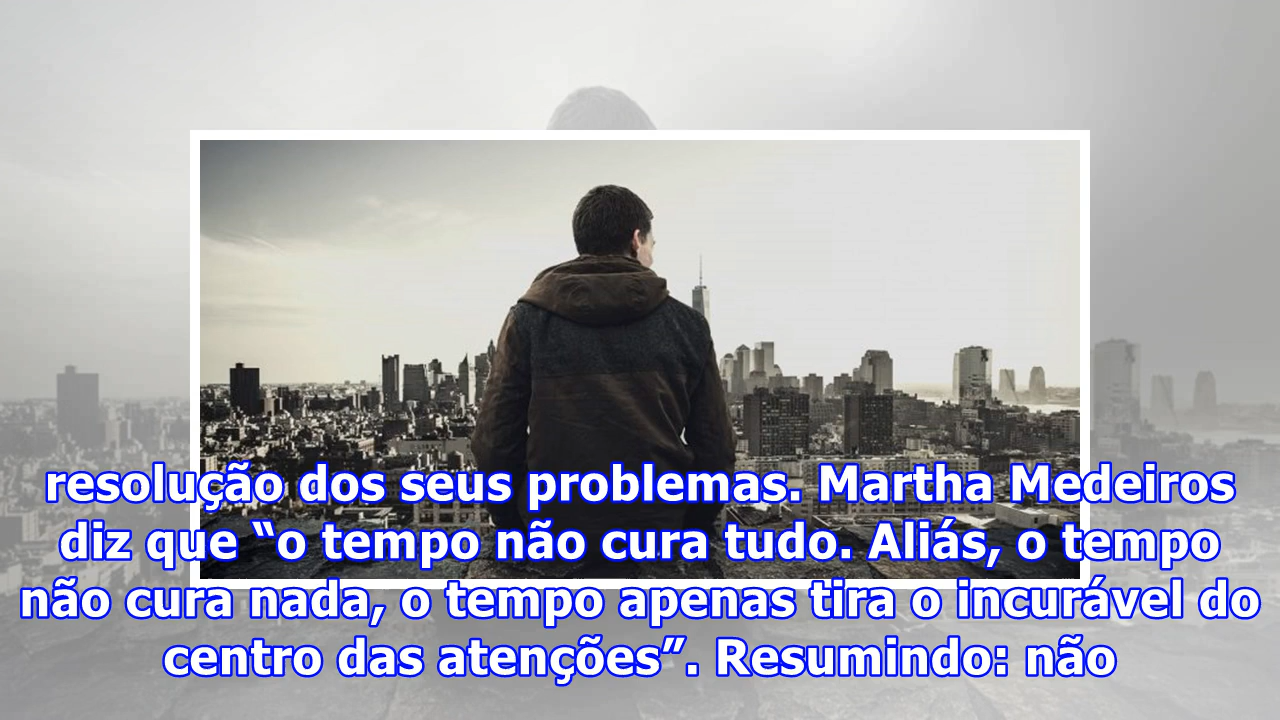 resolução dos seus problemas. Martha Medeiros
diz que “o tempo não cura tudo. Aliás, o tempo
não cura nada, o tempo apenas tira o incurável do
centro das atenções”. Resumindo: não